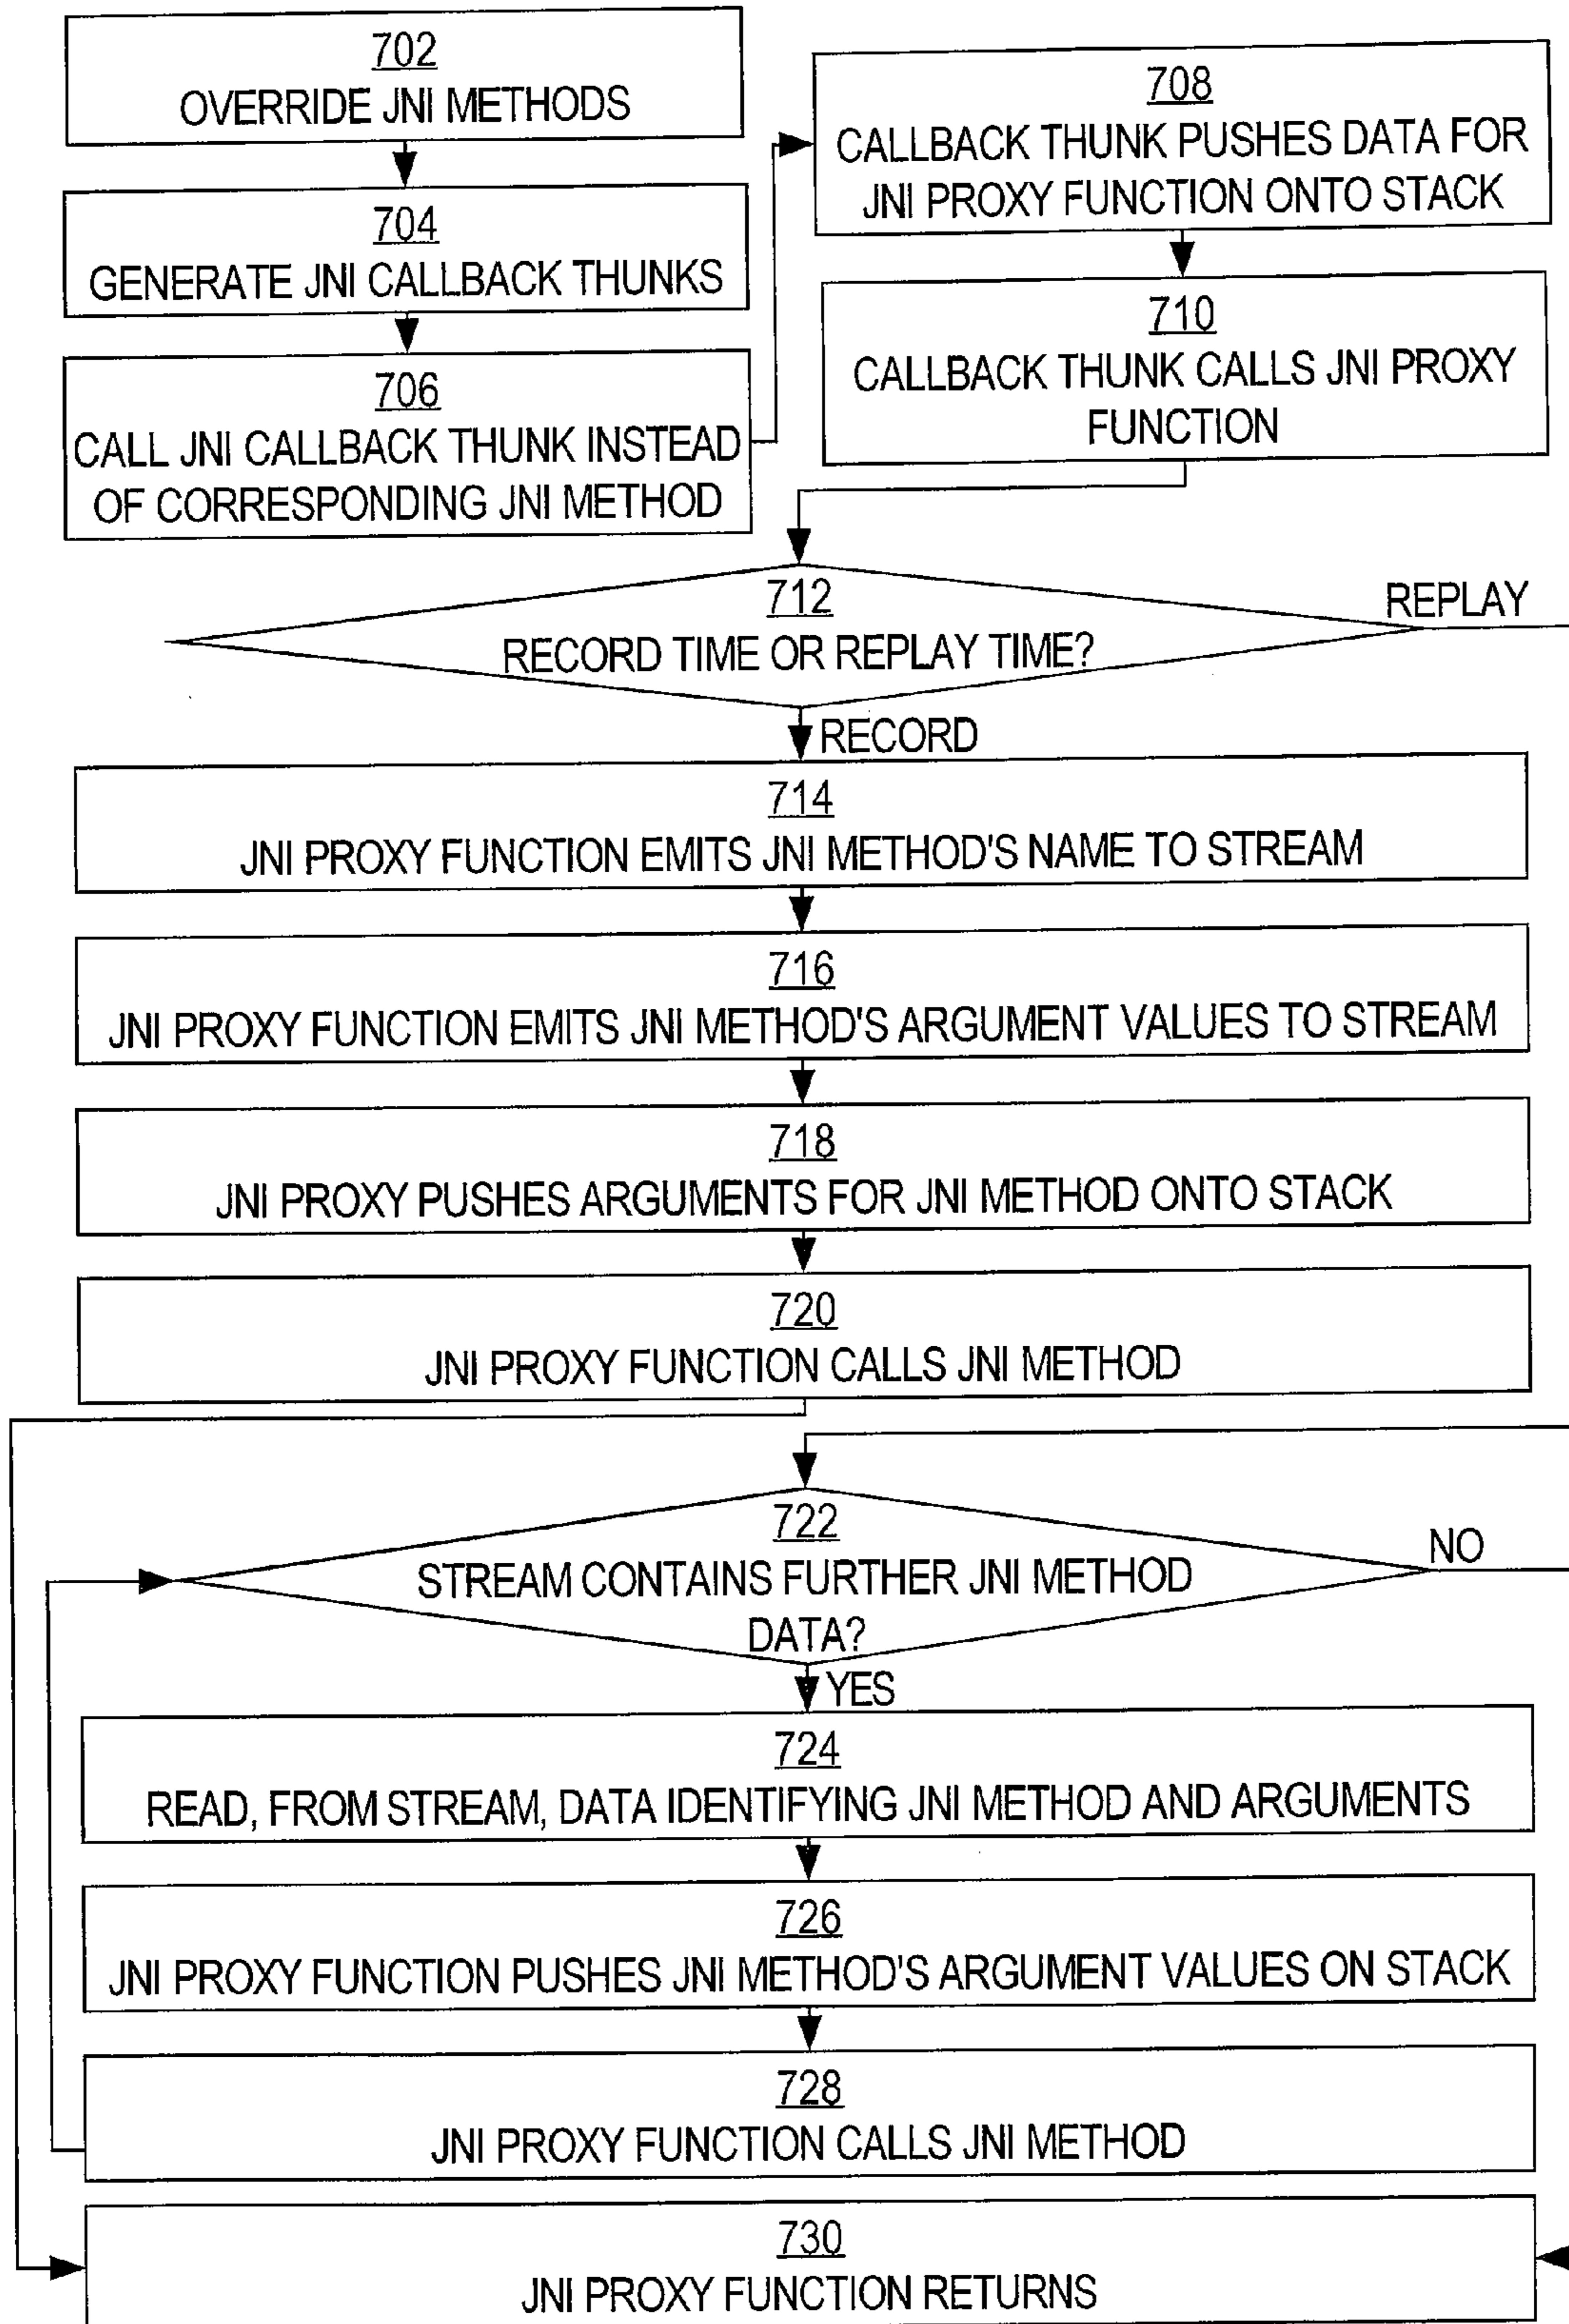 702
OVERRIDE JNI METHODS
704
GENERATE JNI CALLBACK THUNKS
706
CALL JNI CALLBACK THUNK INSTEAD
OF CORRESPONDING JNI METHOD
708
CALLBACK THUNK PUSHES DATA FOR
JNI PROXY FUNCTION ONTO STACK
710
CALLBACK THUNK CALLS JNI PROXY
FUNCTION
712
RECORD TIME OR REPLAY TIME?
REPLAY
RECORD
714
JNI PROXY FUNCTION EMITS JNI METHOD'S NAME TO STREAM
716
JNI PROXY FUNCTION EMITS JNI METHOD'S ARGUMENT VALUES TO STREAM
718
JNI PROXY PUSHES ARGUMENTS FOR JNI METHOD ONTO STACK
720
JNI PROXY FUNCTION CALLS JNI METHOD
722
STREAM CONTAINS FURTHER JNI METHOD
DATA?
NO
YES
724
READ, FROM STREAM, DATA IDENTIFYING JNI METHOD AND ARGUMENTS
726
JNI PROXY FUNCTION PUSHES JNI METHOD'S ARGUMENT VALUES ON STACK
728
JNI PROXY FUNCTION CALLS JNI METHOD
730
JNI PROXY FUNCTION RETURNS